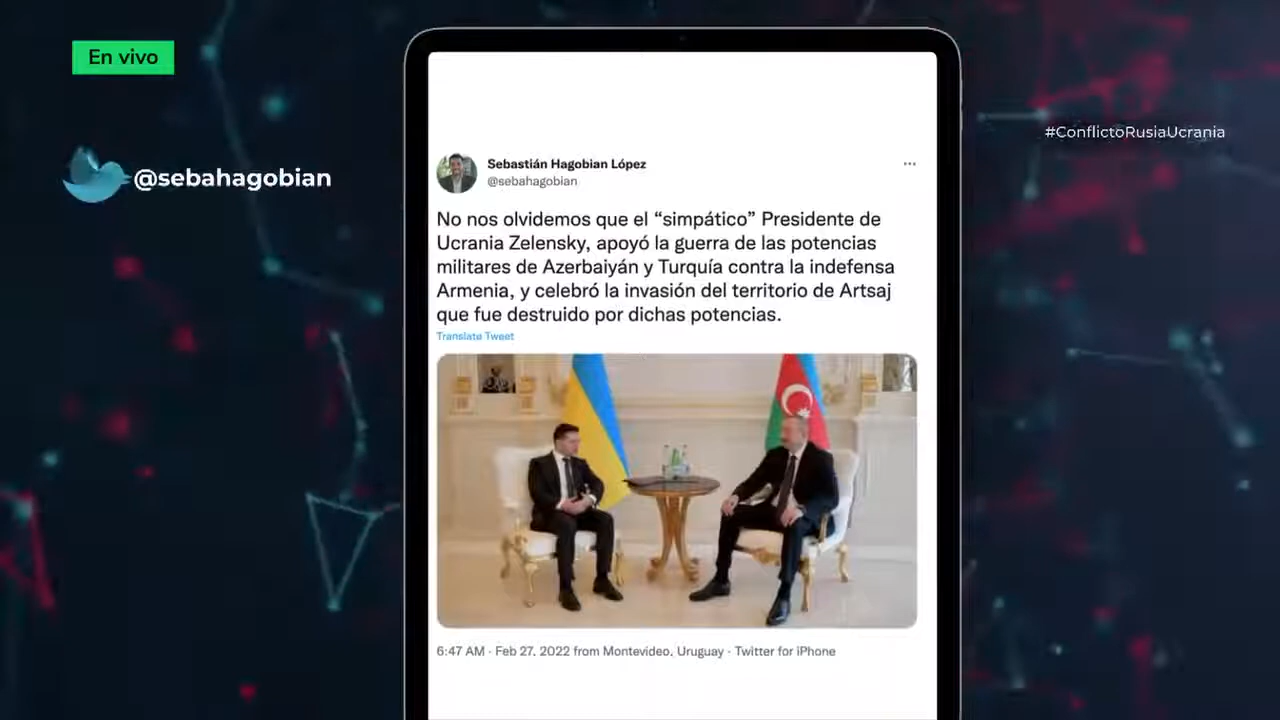 En vivo
@sebahagobian
#ConflictoRusiaUcrania
Sebastián Hagobian López
@sebahagobian
No nos olvidemos que el “simpático” Presidente de
Ucrania Zelensky, apoyó la guerra de las potencias
militares de Azerbaiyán y Turquía contra la indefensa
Armenia, y celebró la invasión del territorio de Artsaj
que fue destruido por dichas potencias.
Translate Tweet
6:47 AM · Feb 27, 2022 from Montevideo, Uruguay · Twitter for iPhone